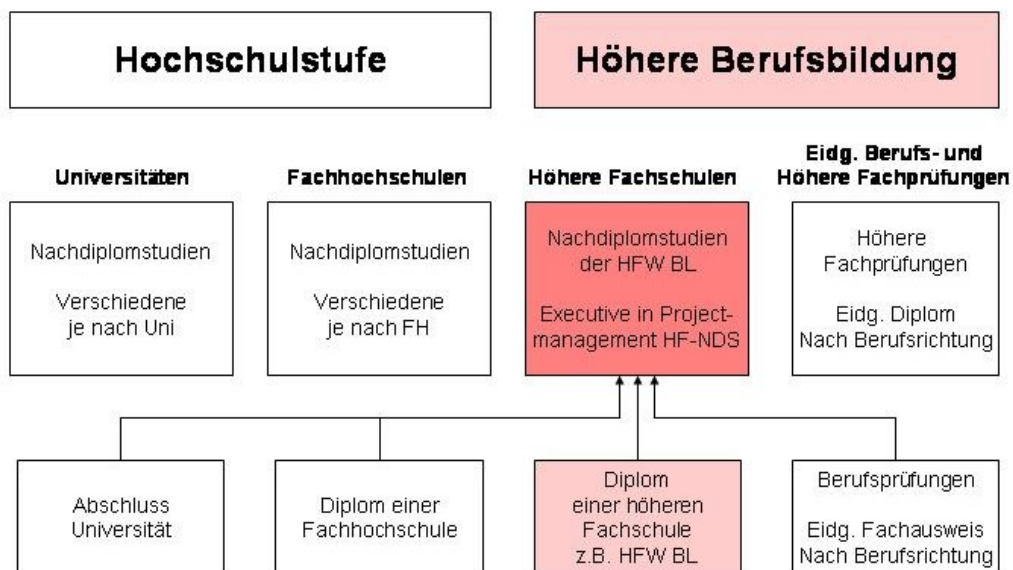 Hochschulstufe
Höhere Berufsbildung
Universitäten
Fachhochschulen
Höhere Fachschulen
Eidg. Berufs- und
Höhere Fachprüfungen
Nachdiplomstudien
Verschiedene
je nach Uni
Nachdiplomstudien
Verschiedene
je nach FH
Nachdiplomstudien
der HFW BL
Executive in Project-
management HF-NDS
Höhere
Fachprüfungen
Eidg. Diplom
Nach Berufsrichtung
Abschluss
Universität
Diplom einer
Fachhochschule
Diplom
einer höheren
Fachschule
z.B. HFW BL
Berufsprüfungen
Eidg. Fachausweis
Nach Berufsrichtung